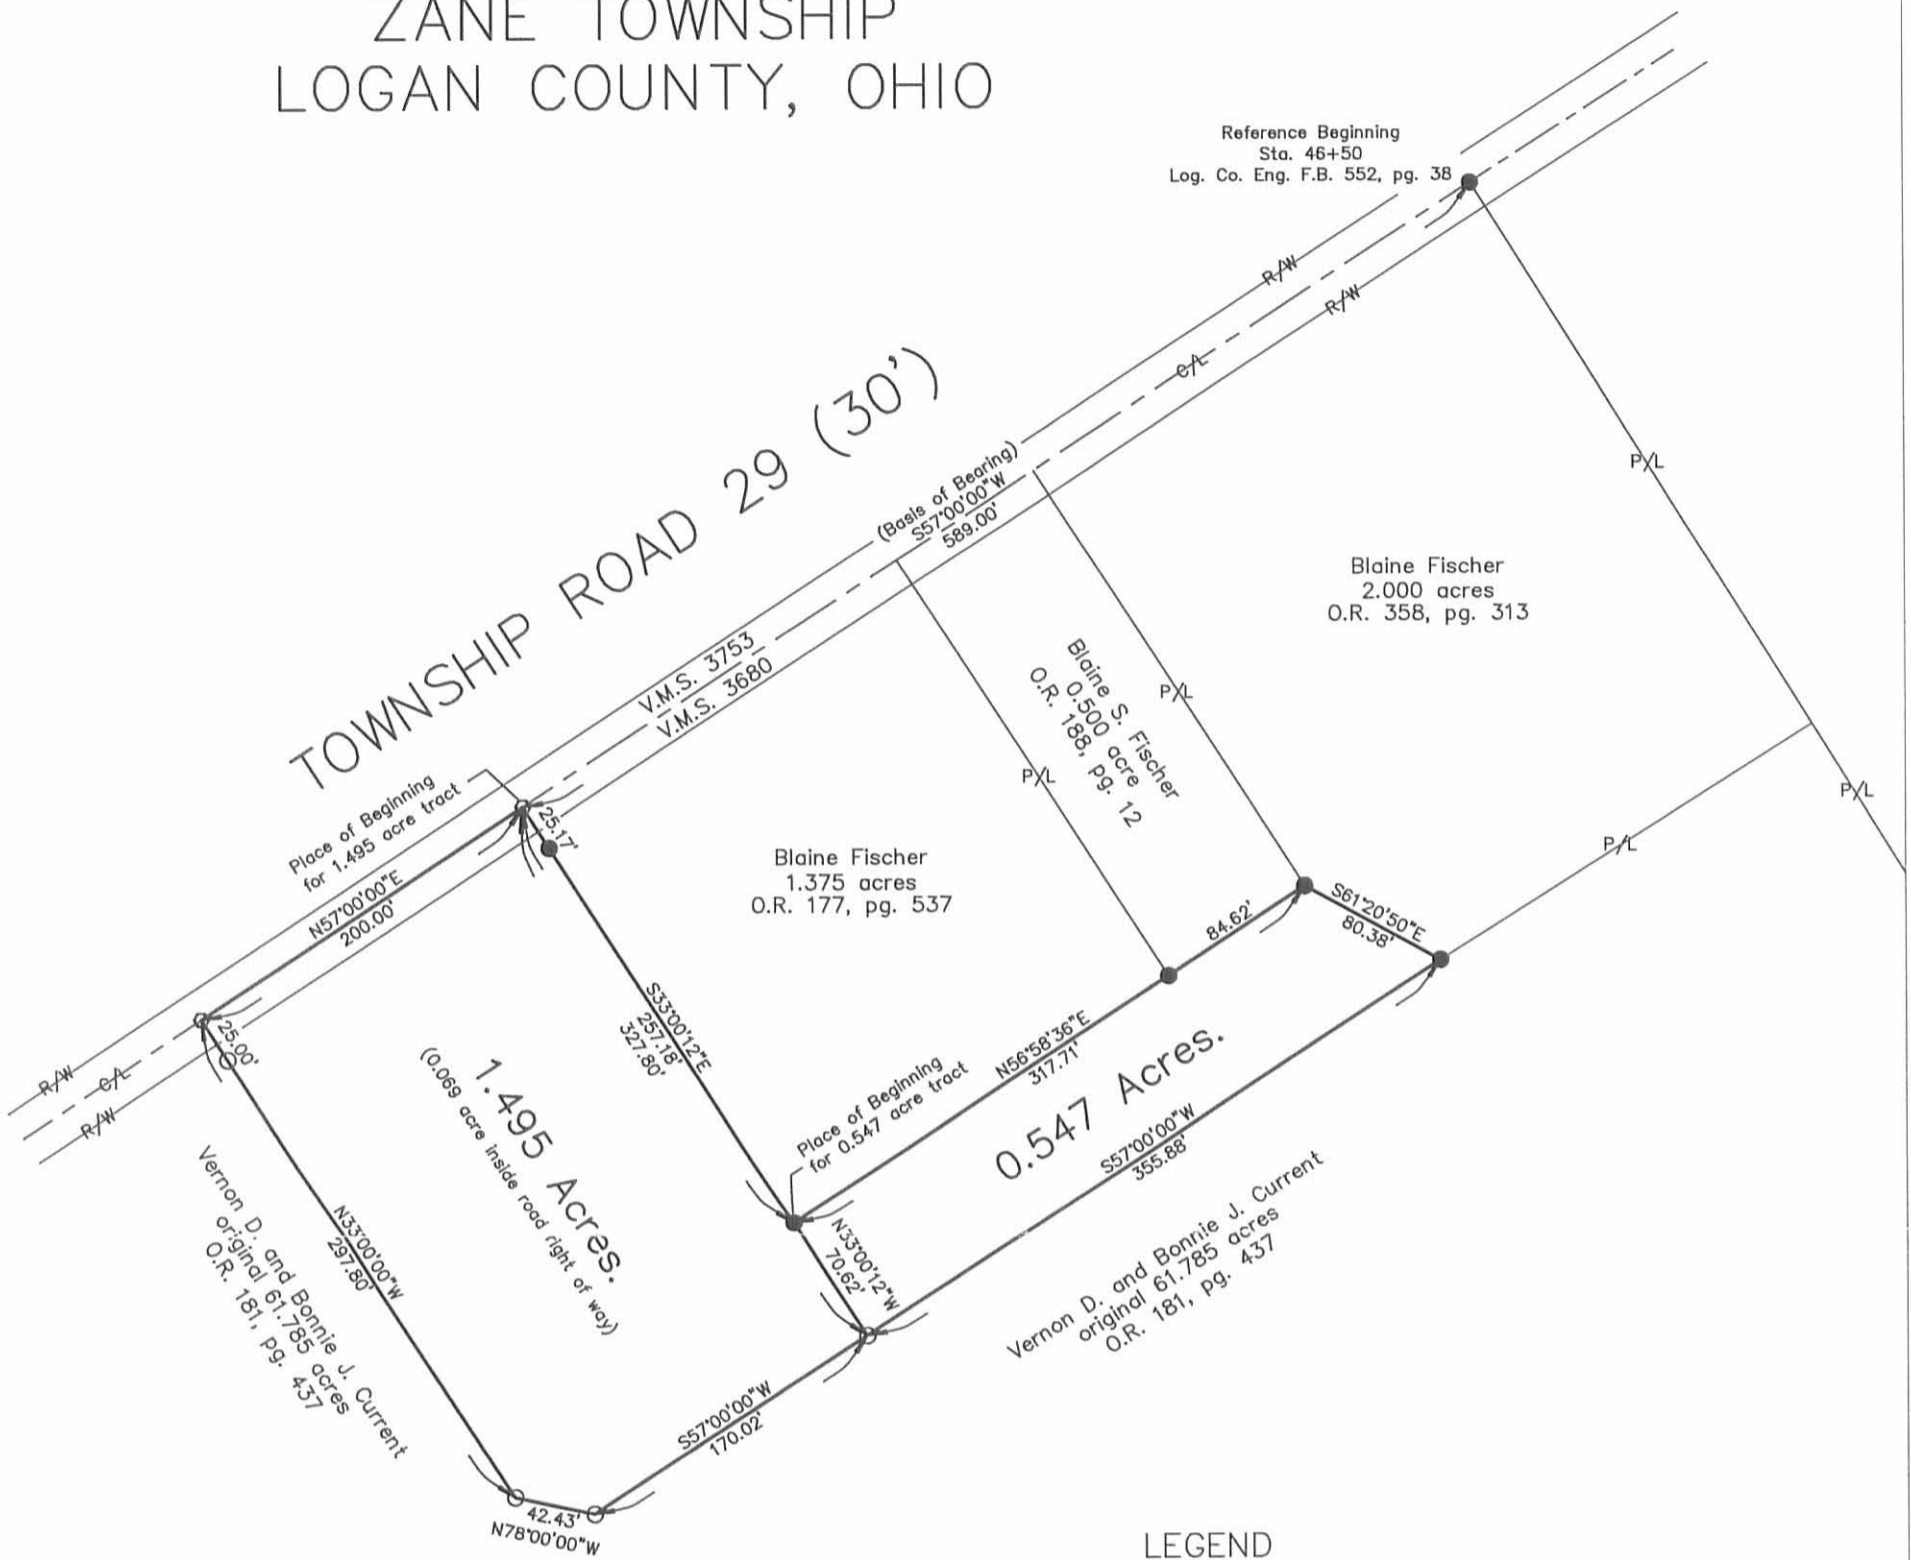 ZANE TOWNSHIP
LOGAN COUNTY, OHIO
Reference Beginning
Sta. 46+50
Log. Co. Eng. F.B. 552, pg. 38
R/W
R/W
C/L
TOWNSHIP ROAD 29 (30')
(Basis of Bearing)
S57°00'00"W
589.00'
P/L
Blaine Fischer
2.000 acres
O.R. 358, pg. 313
V.M.S. 3753
V.M.S. 3680
Blaine S. Fischer
0.500 acre
O.R. 188, pg. 12
P/L
P/L
P/L
P/L
Place of Beginning
for 1.495 acre tract
25.17'
Blaine Fischer
1.375 acres
O.R. 177, pg. 537
N57°00'00"E
200.00'
84.62'
S61°20'50"E
80.38'
S33°00'12"E
257.18'
327.80'
25.00'
R/W
C/L
R/W
1.495 Acres.
(0.069 acre inside road right of way)
Place of Beginning
for 0.547 acre tract
N56°58'36"E
317.71'
0.547 Acres.
S57°00'00"W
355.88'
N33°00'12"W
70.62'
Vernon D. and Bonnie J. Current
original 61.785 acres
O.R. 181, pg. 437
N33°00'00"W
297.80'
Vernon D. and Bonnie J. Current
original 61.785 acres
O.R. 181, pg. 437
S57°00'00"W
170.02'
42.43'
N78°00'00"W
LEGEND